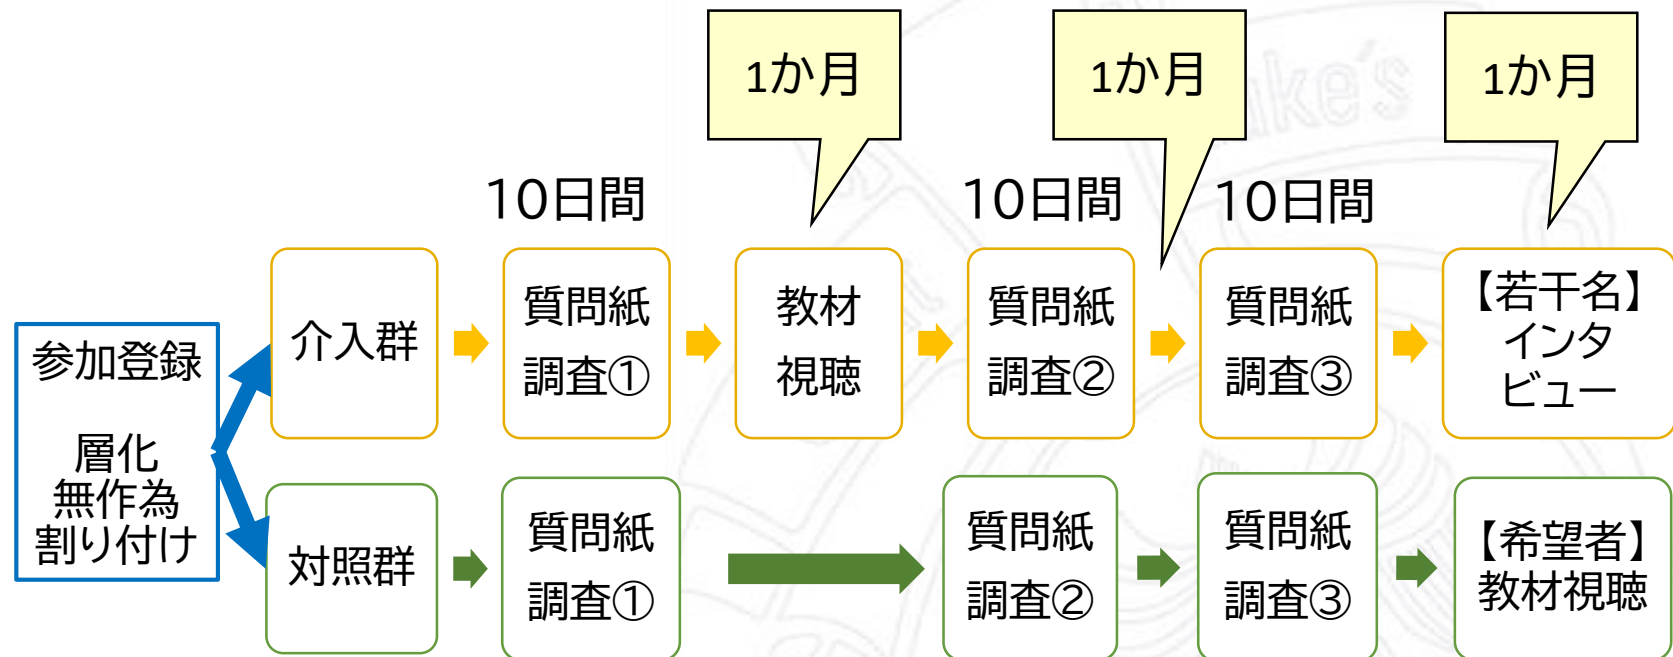 1か月
1か月
1か月
10日間
10日間
10日間
参加登録
層化
無作為
割り付け
介入群
質問紙
調査①
教材
視聴
質問紙
調査②
質問紙
調査③
【若干名】
インタ
ビュー
対照群
質問紙
調査①
質問紙
調査②
質問紙
調査③
【希望者】
教材視聴